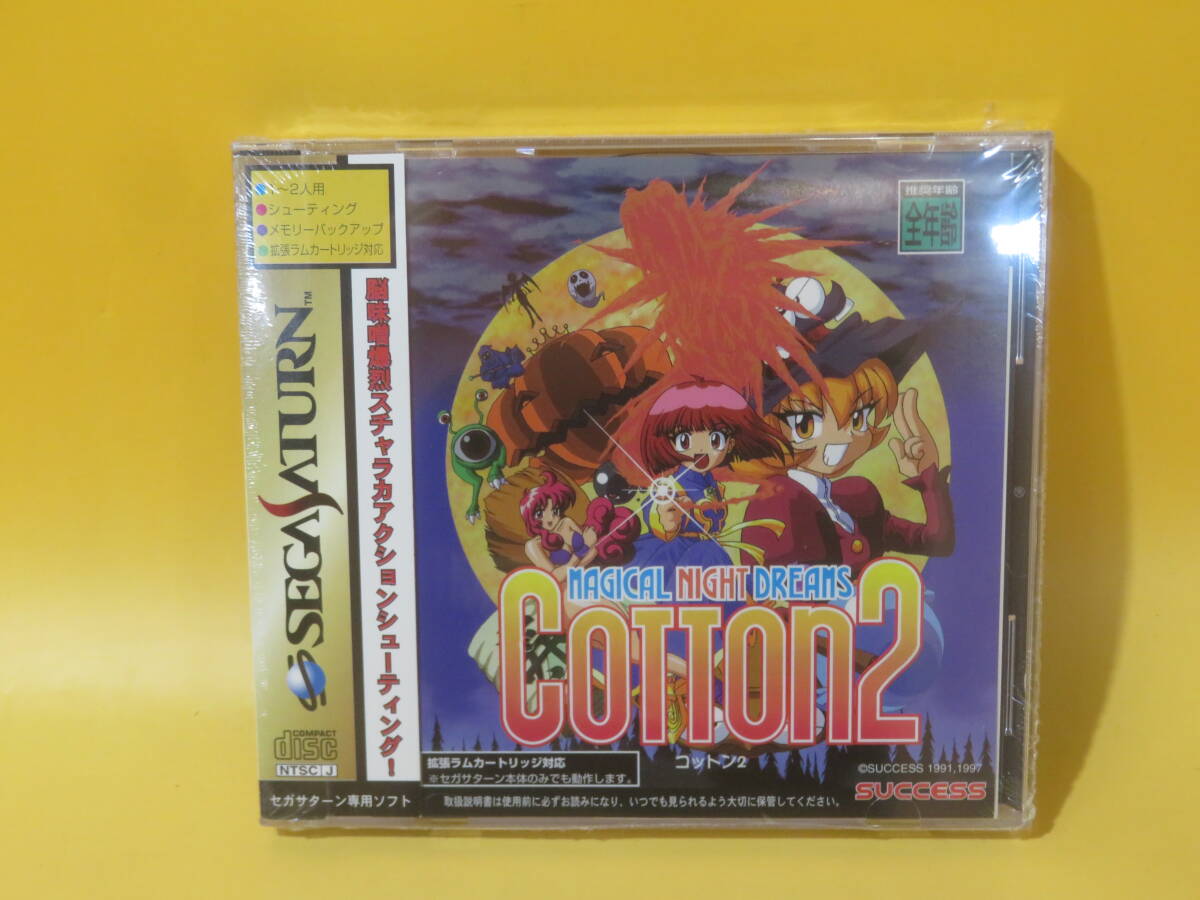 1~2人用
シューティング
メモリーバックアップ
拡張ラムカートリッジ対応
SEGA SATURN™
COMPACT
disc
NTSC J
セガサターン専用ソフト
脳味噌爆烈スチャラカアクションシューティング!
推奨年齢
全年齢
MAGICAL NIGHT DREAMS
COTTON2
コットン2
拡張ラムカートリッジ対応
※セガサターン本体のみでも動作します。
©SUCCESS 1991,1997
SUCCESS
取扱説明書は使用前に必ずお読みになり、いつでも見られるよう大切に保管してください。